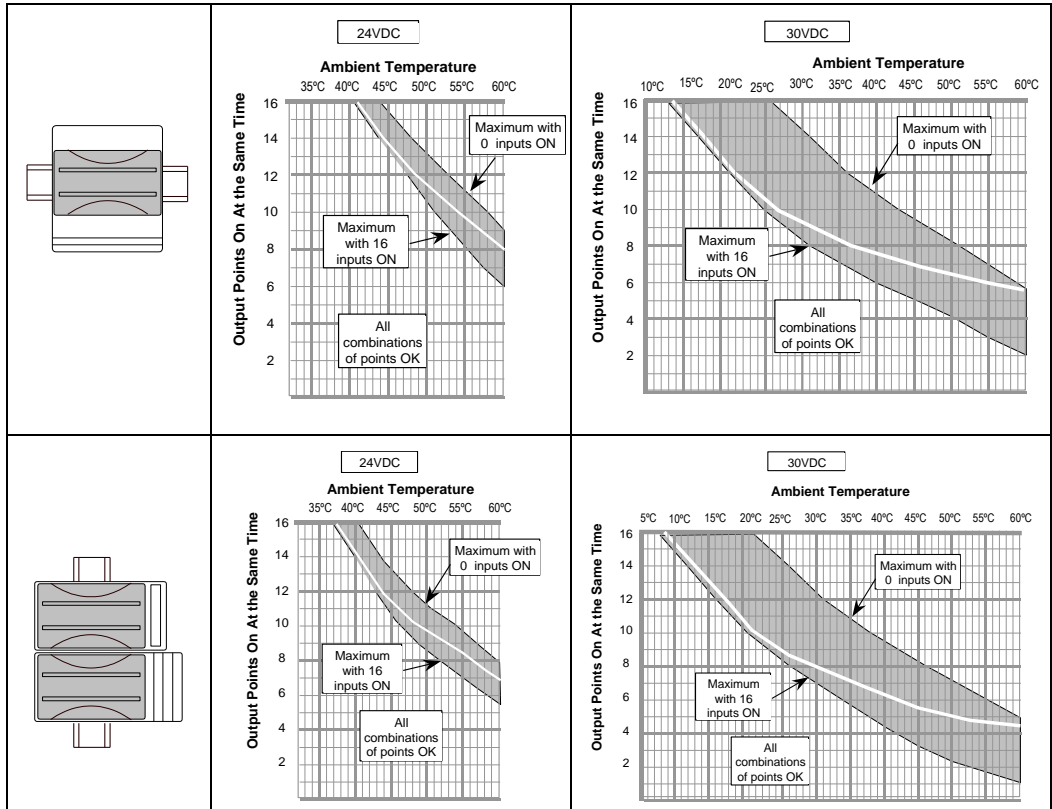 24VDC
Ambient Temperature
35ºC 40ºC 45ºC 50ºC 55ºC 60ºC
Output Points On At the Same Time
16
14
12
10
8
6
4
2
Maximum with
0 inputs ON
Maximum
with 16
inputs ON
All
combinations
of points OK
30VDC
Ambient Temperature
10ºC 15ºC 20ºC 25ºC 30ºC 35ºC 40ºC 45ºC 50ºC 55ºC 60ºC
Output Points On At the Same Time
16
14
12
10
8
6
4
2
Maximum with
0 inputs ON
Maximum
with 16
inputs ON
All
combinations
of points OK
24VDC
Ambient Temperature
35ºC 40ºC 45ºC 50ºC 55ºC 60ºC
Output Points On At the Same Time
16
14
12
10
8
6
4
2
Maximum with
0 inputs ON
Maximum
with 16
inputs ON
All
combinations
of points OK
30VDC
Ambient Temperature
5ºC 10ºC 15ºC 20ºC 25ºC 30ºC 35ºC 40ºC 45ºC 50ºC 55ºC 60ºC
Output Points On At the Same Time
16
14
12
10
8
6
4
2
Maximum with
0 inputs ON
Maximum
with 16
inputs ON
All
combinations
of points OK